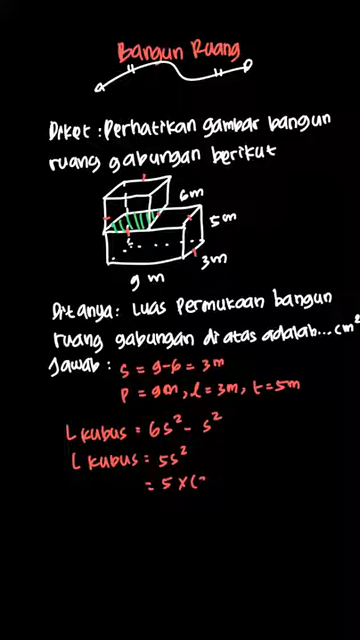 Bangun Ruang
Diket : Perhatikan gambar bangun
ruang gabungan berikut
6m
5m
3m
9 m
Ditanya : Luas Permukaan bangun
ruang gabungan di atas adalah... cm²
Jawab : s = 9-6 = 3m
P = 9m, l = 3m, t = 5m
L kubus = 6s² - s²
L kubus = 5s²
= 5 × (